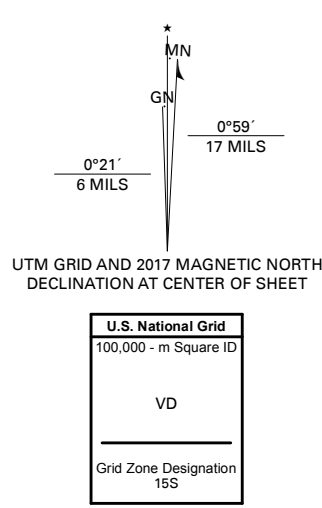 ★
MN
GN
0°59´
17 MILS
0°21´
6 MILS
UTM GRID AND 2017 MAGNETIC NORTH
DECLINATION AT CENTER OF SHEET
U.S. National Grid
100,000 - m Square ID
VD
Grid Zone Designation
15S